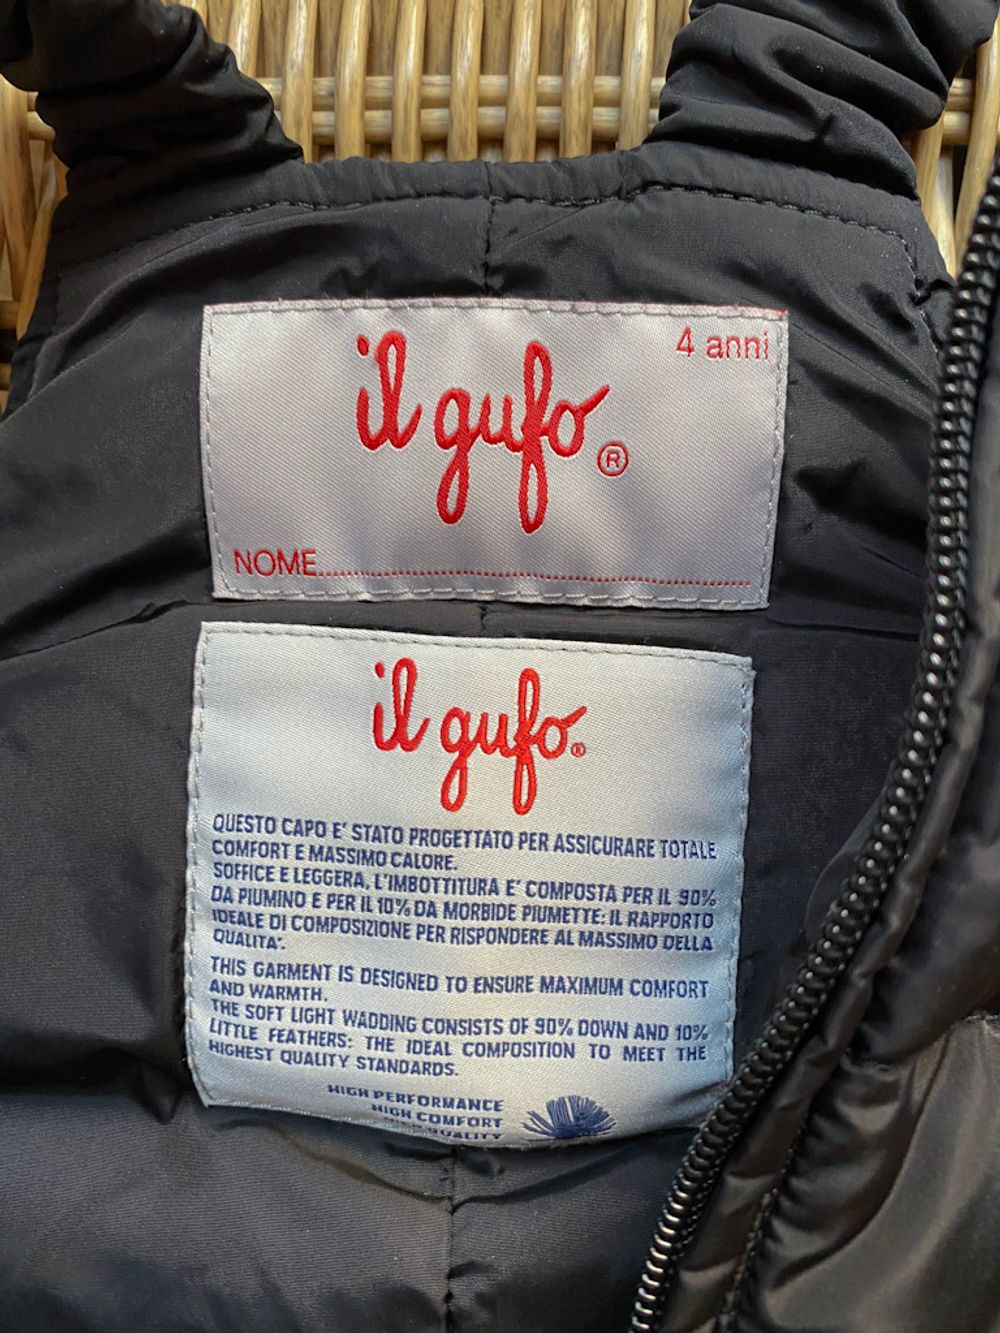 4 anni
il gufo ®
NOME
il gufo ®
QUESTO CAPO E' STATO PROGETTATO PER ASSICURARE TOTALE
COMFORT E MASSIMO CALORE.
SOFFICE E LEGGERA, L'IMBOTTITURA E' COMPOSTA PER IL 90%
DA PIUMINO E PER IL 10% DA MORBIDE PIUMETTE: IL RAPPORTO
IDEALE DI COMPOSIZIONE PER RISPONDERE AL MASSIMO DELLA
QUALITA'.
THIS GARMENT IS DESIGNED TO ENSURE MAXIMUM COMFORT
AND WARMTH.
THE SOFT LIGHT WADDING CONSISTS OF 90% DOWN AND 10%
LITTLE FEATHERS: THE IDEAL COMPOSITION TO MEET THE
HIGHEST QUALITY STANDARDS.
HIGH PERFORMANCE
HIGH COMFORT
HIGH QUALITY